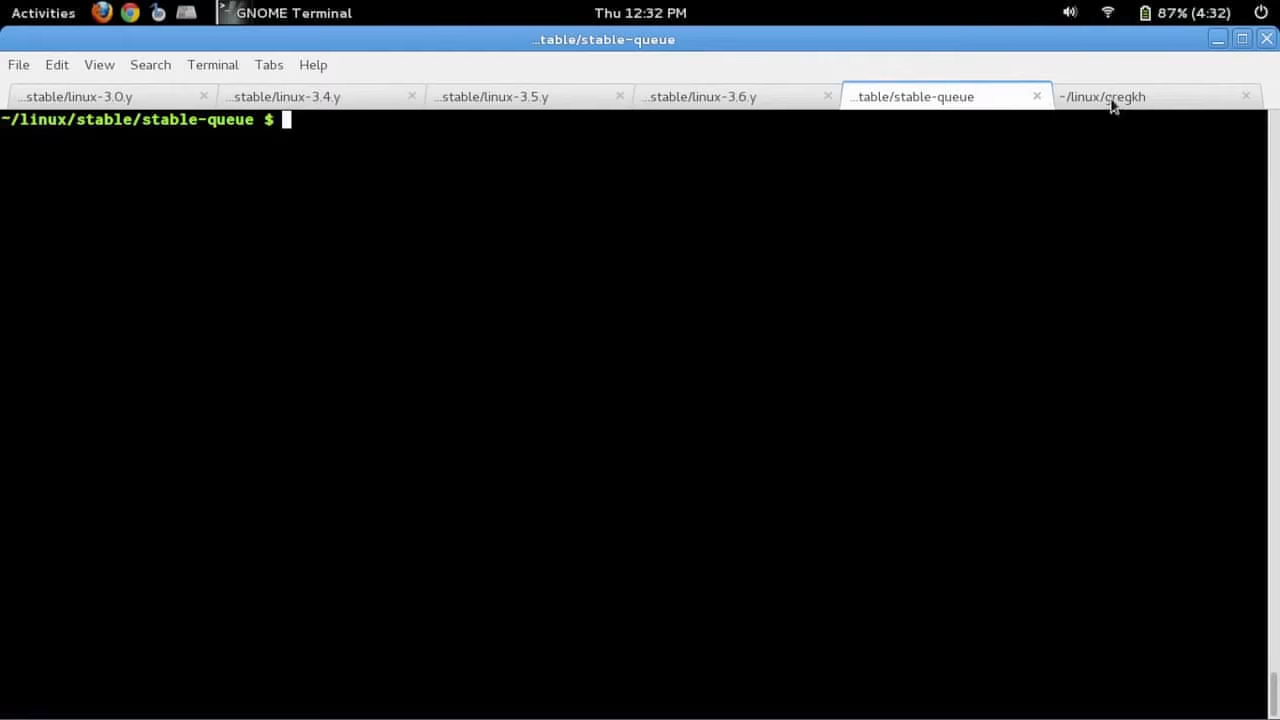 Activities GNOME Terminal Thu 12:32 PM 87% (4:32)
...table/stable-queue
File Edit View Search Terminal Tabs Help
...stable/linux-3.0.y ...stable/linux-3.4.y ...stable/linux-3.5.y ...stable/linux-3.6.y ...table/stable-queue ~/linux/gregkh
~/linux/stable/stable-queue $